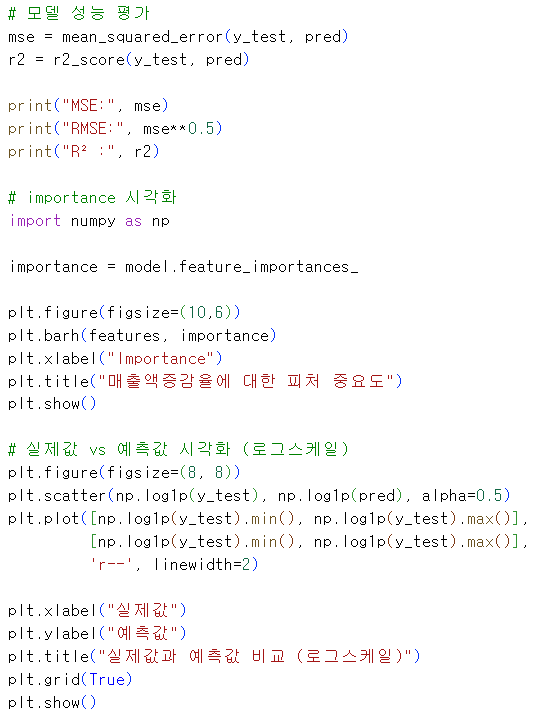 # 모델 성능 평가
mse = mean_squared_error(y_test, pred)
r2 = r2_score(y_test, pred)

print("MSE:", mse)
print("RMSE:", mse**0.5)
print("R² :", r2)

# importance 시각화
import numpy as np

importance = model.feature_importances_

plt.figure(figsize=(10,6))
plt.barh(features, importance)
plt.xlabel("Importance")
plt.title("매출액증감율에 대한 피처 중요도")
plt.show()

# 실제값 vs 예측값 시각화 (로그스케일)
plt.figure(figsize=(8, 8))
plt.scatter(np.log1p(y_test), np.log1p(pred), alpha=0.5)
plt.plot([np.log1p(y_test).min(), np.log1p(y_test).max()],
         [np.log1p(y_test).min(), np.log1p(y_test).max()],
         'r--', linewidth=2)

plt.xlabel("실제값")
plt.ylabel("예측값")
plt.title("실제값과 예측값 비교 (로그스케일)")
plt.grid(True)
plt.show()